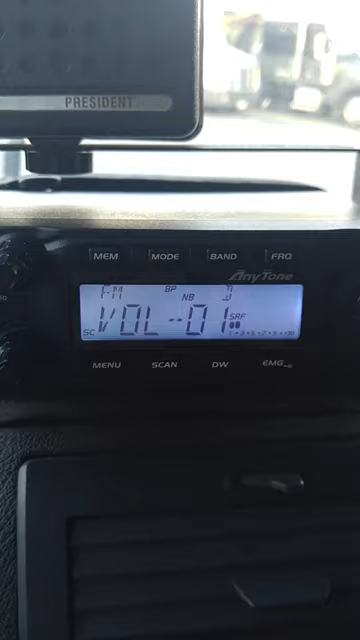 PRESIDENT
MEM MODE BAND FRQ
AnyTone
FM BP NB
VOL--01 SRF
SC
MENU SCAN DW EMG